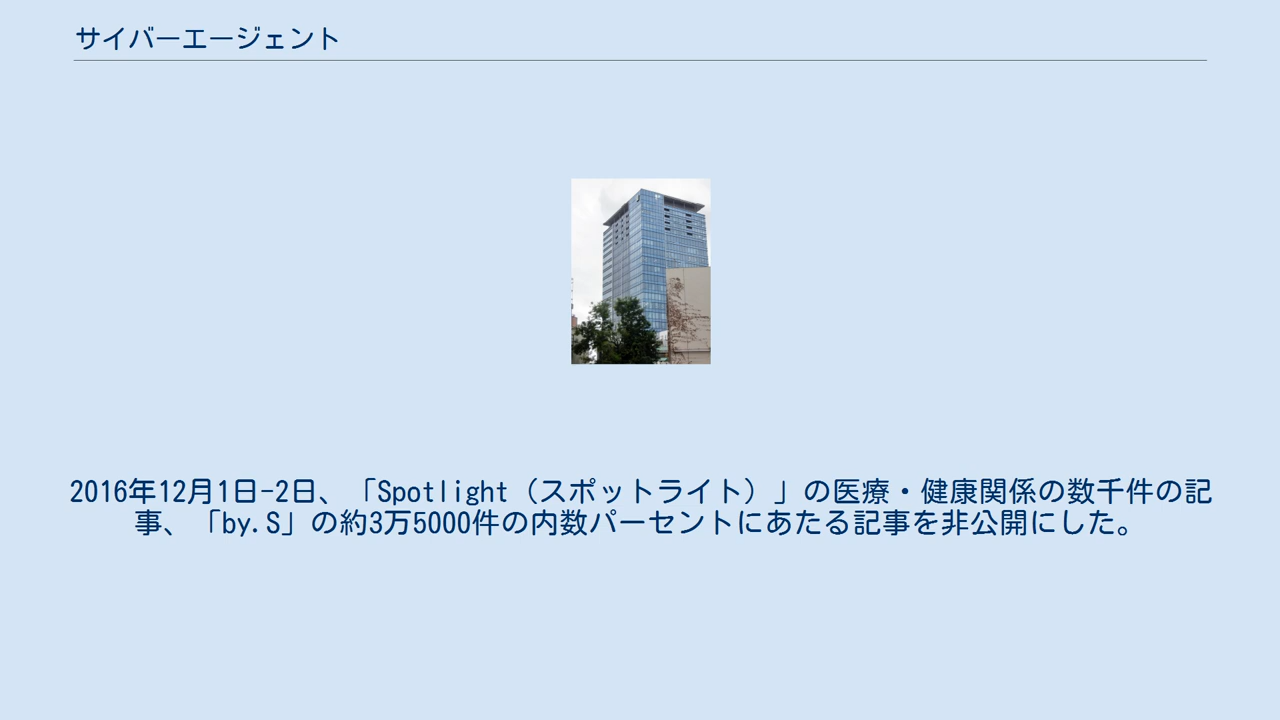 サイバーエージェント
2016年12月1日-2日、「Spotlight（スポットライト）」の医療・健康関係の数千件の記
事、「by.S」の約3万5000件の内数パーセントにあたる記事を非公開にした。